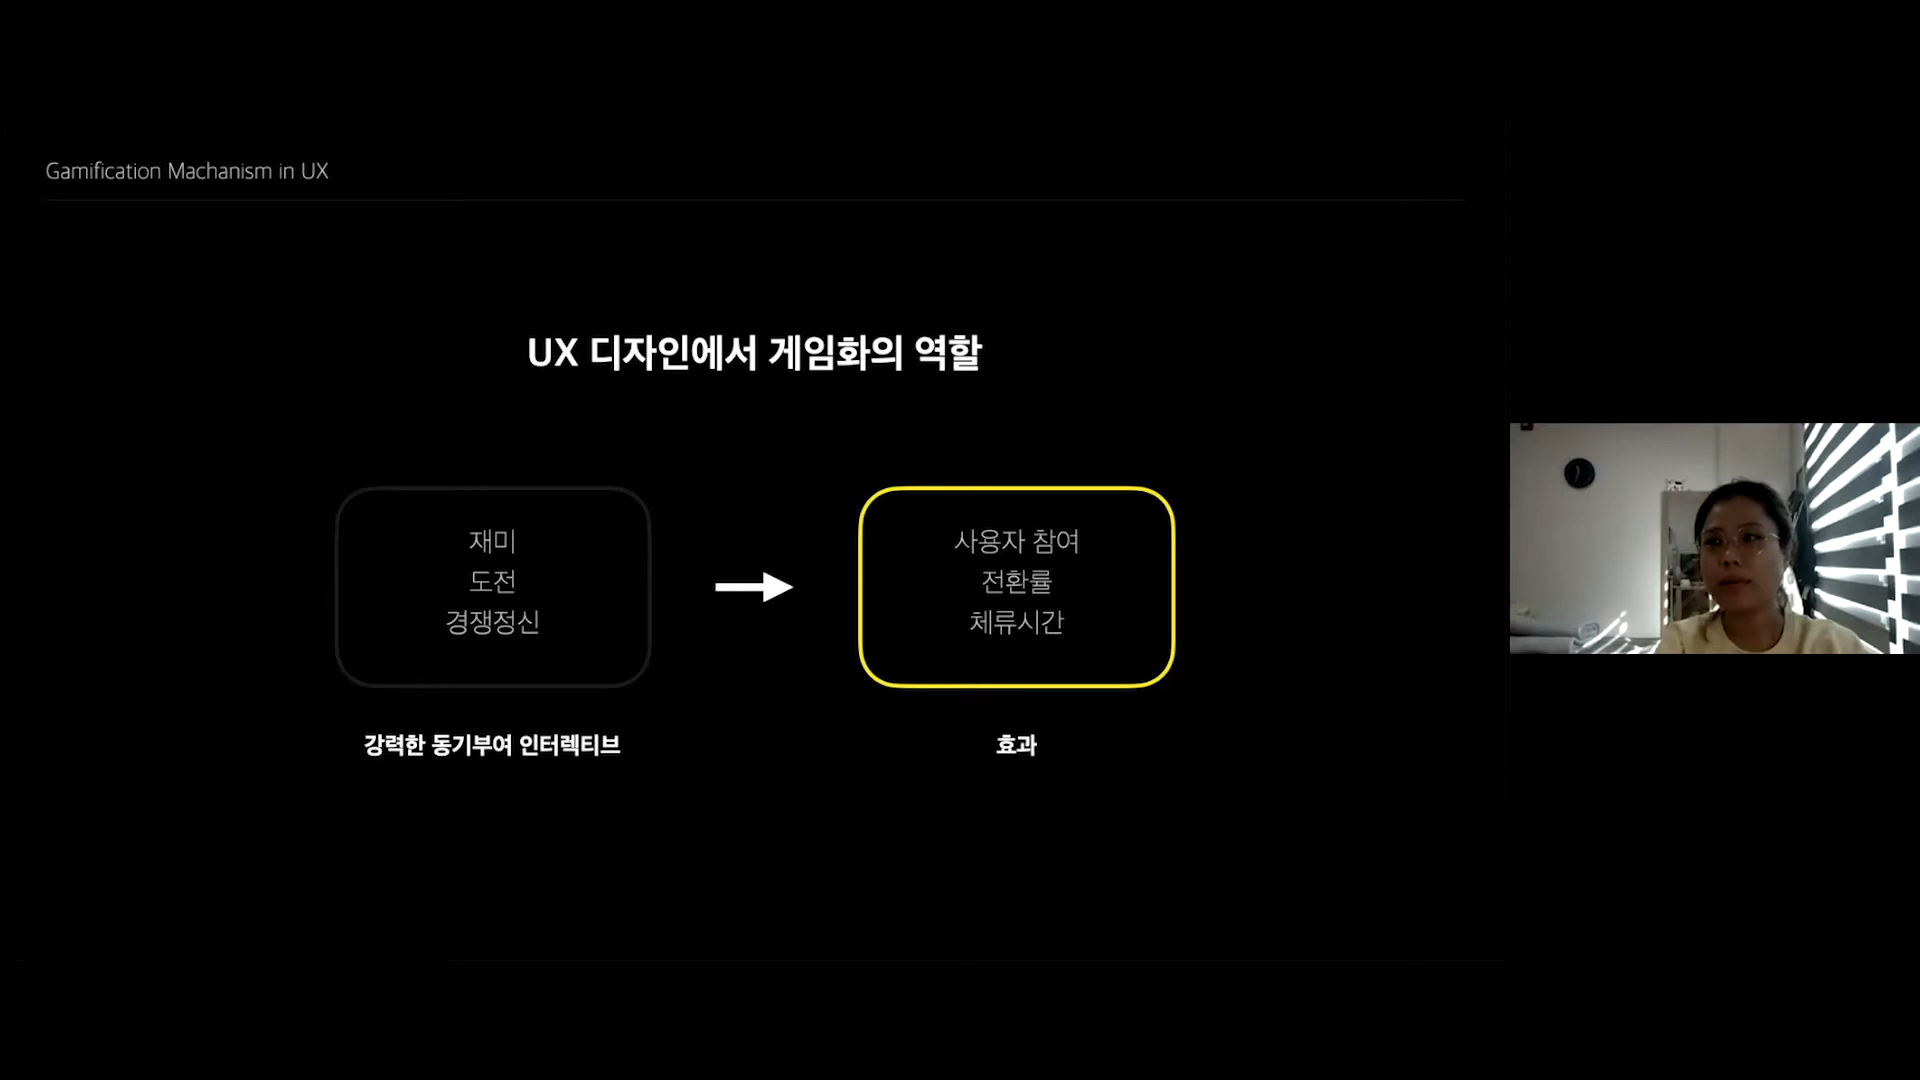 Gamification Machanism in UX
UX 디자인에서 게임화의 역할
재미
도전
경쟁정신
강력한 동기부여 인터렉티브
사용자 참여
전환률
체류시간
효과